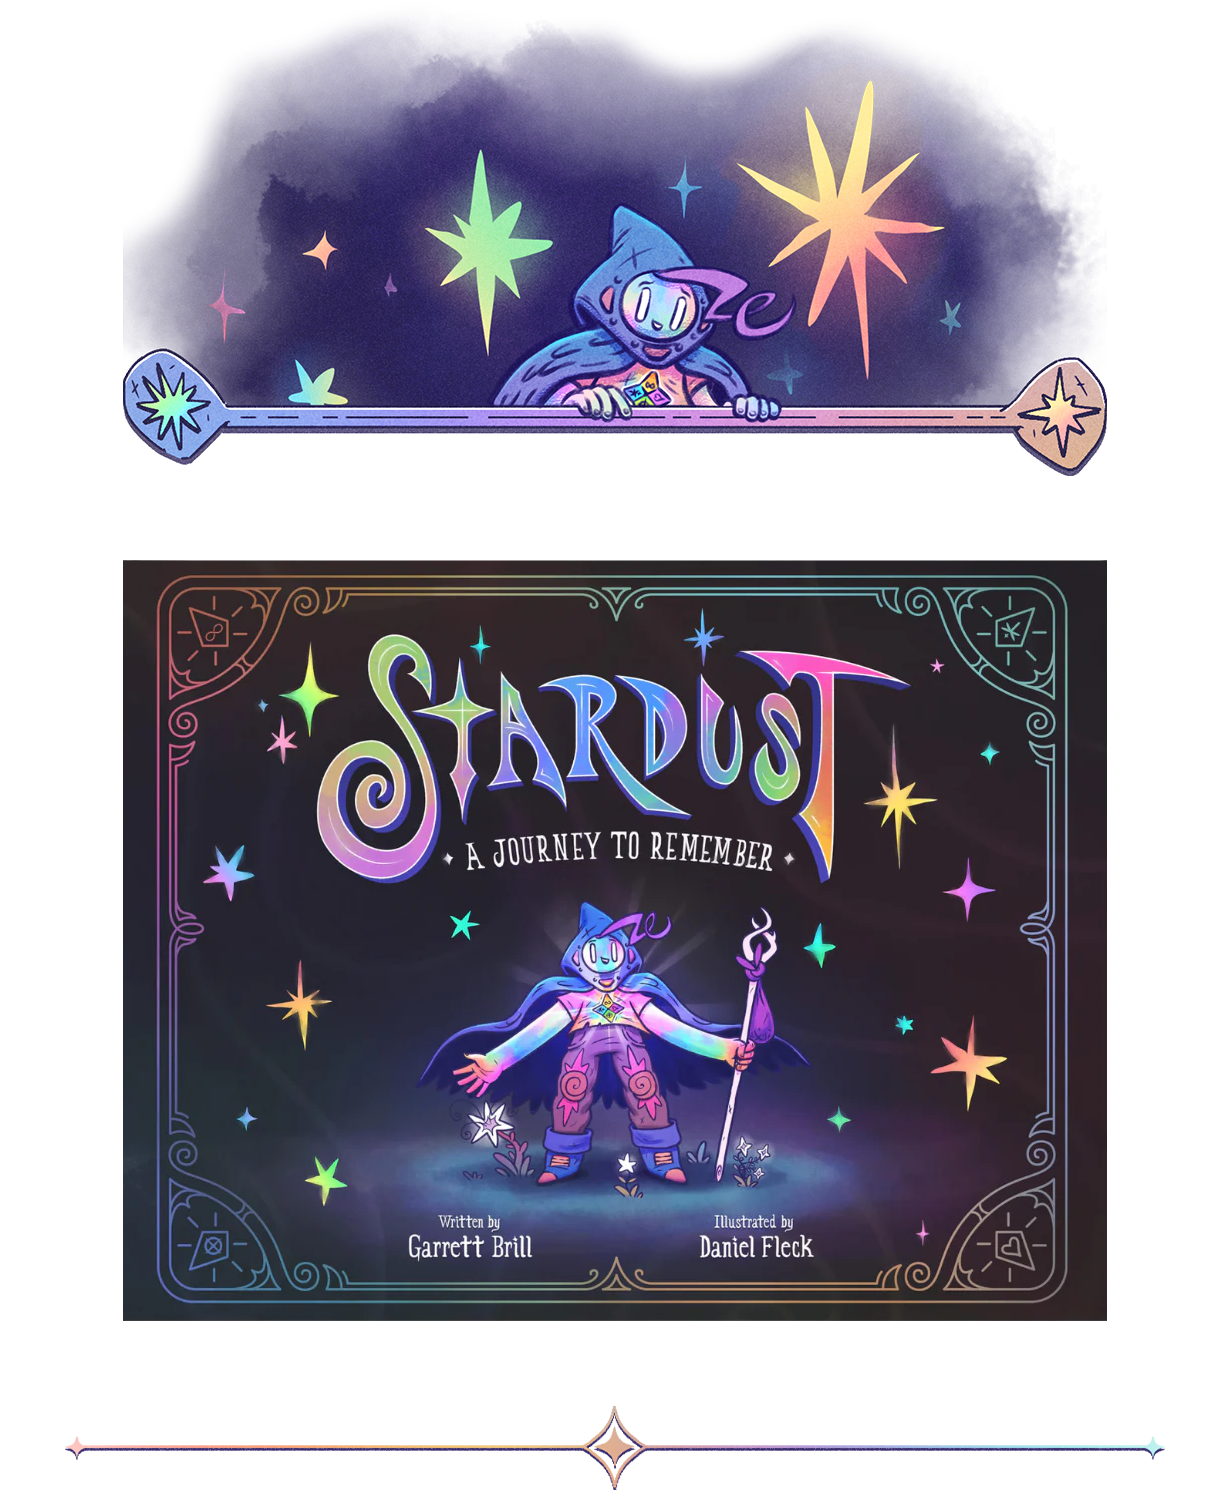 STARDUST
A JOURNEY TO REMEMBER
Written by
Garrett Brill
Illustrated by
Daniel Fleck